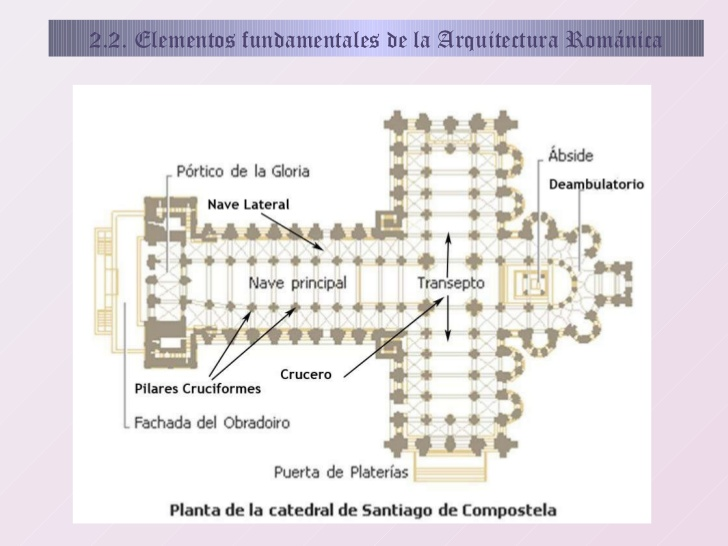 2.2. Elementos fundamentales de la Arquitectura Románica
Ábside
Pórtico de la Gloria
Deambulatorio
Nave Lateral
Nave principal
Transepto
Crucero
Pilares Cruciformes
Fachada del Obradoiro
Puerta de Platerías
Planta de la catedral de Santiago de Compostela